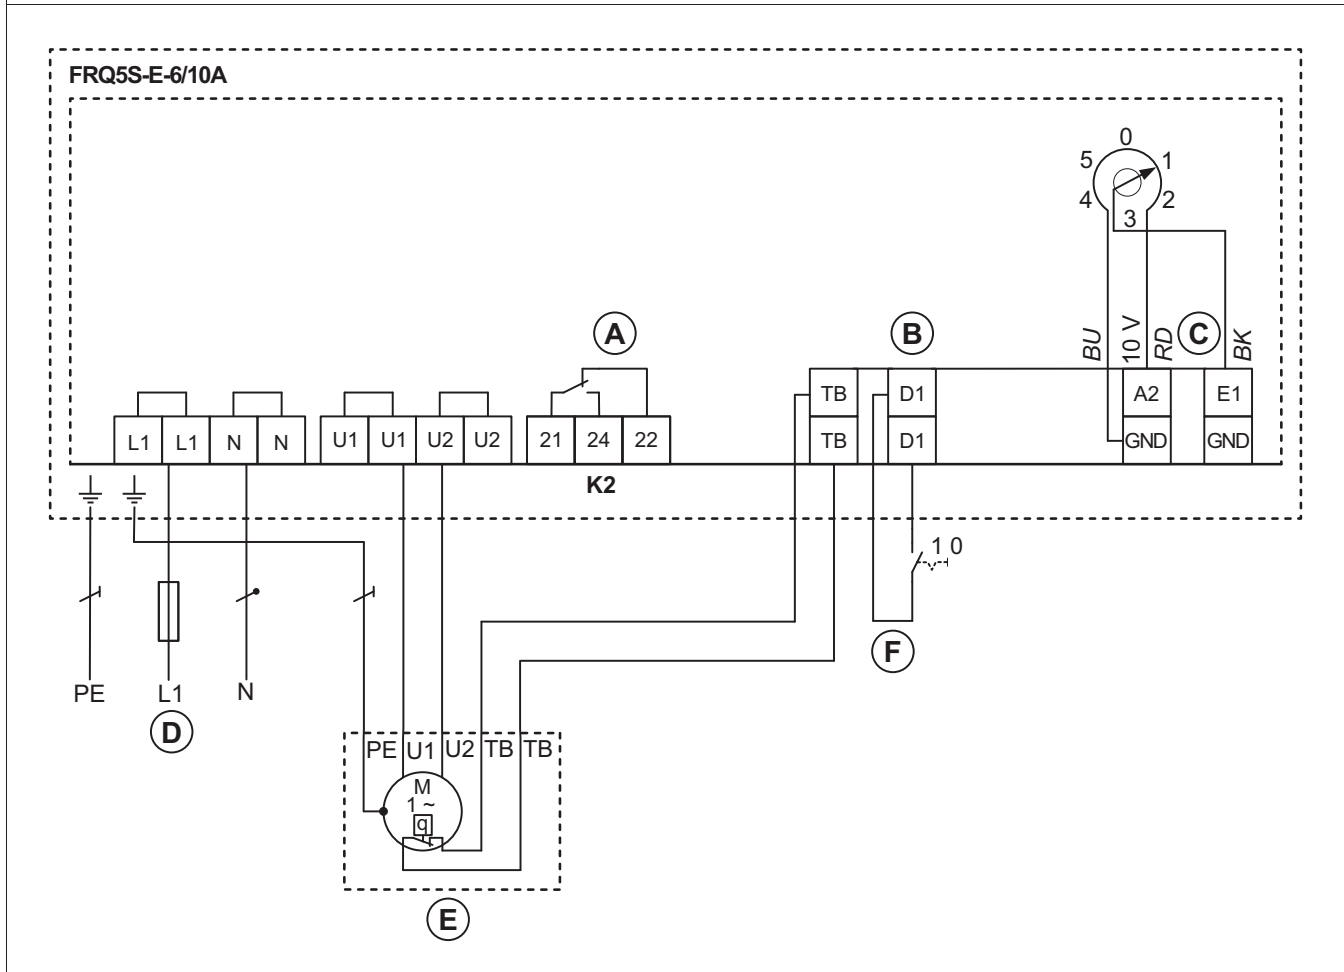 FRQ5S-E-6/10A
0
5 1
4 2
3
A B C
BU 10 V RD BK
TB D1 A2 E1
L1 L1 N N U1 U1 U2 U2 21 24 22 TB D1 GND GND
K2
1 0
F
PE L1 N
D
PE U1 U2 TB TB
M
1 ~
q
E